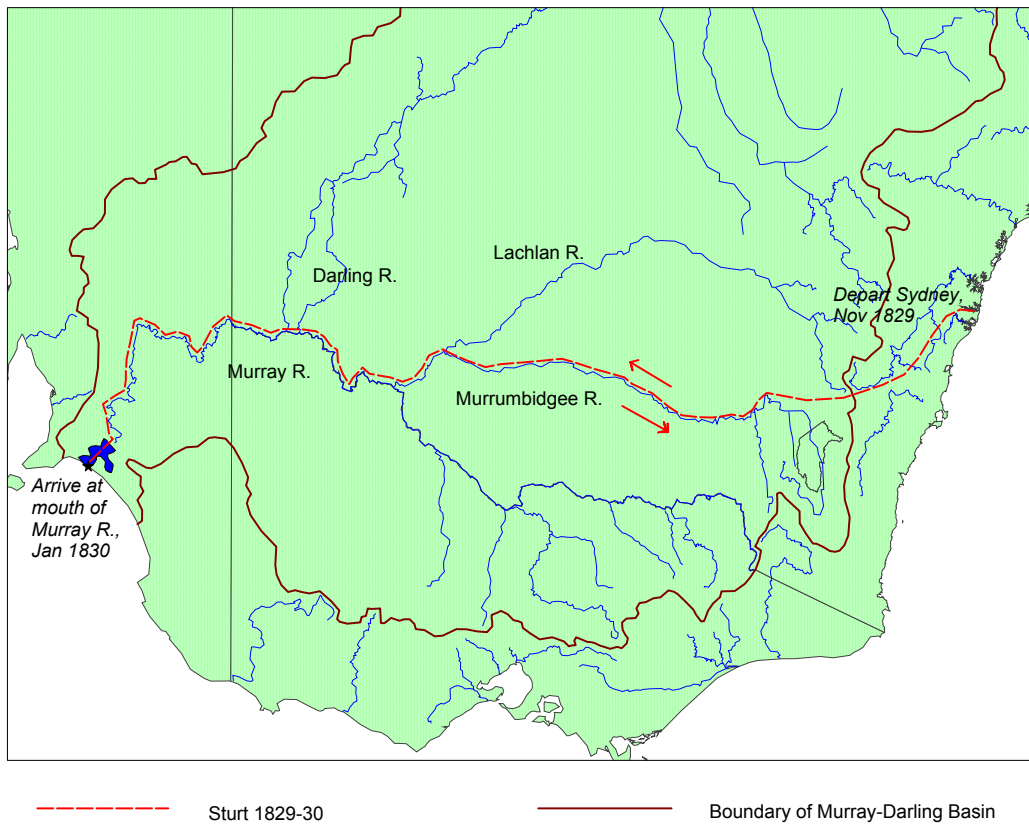 Lachlan R.
Darling R.
Depart Sydney,
Nov 1829
Murray R.
Murrumbidgee R.
Arrive at
mouth of
Murray R.,
Jan 1830
Sturt 1829-30
Boundary of Murray-Darling Basin